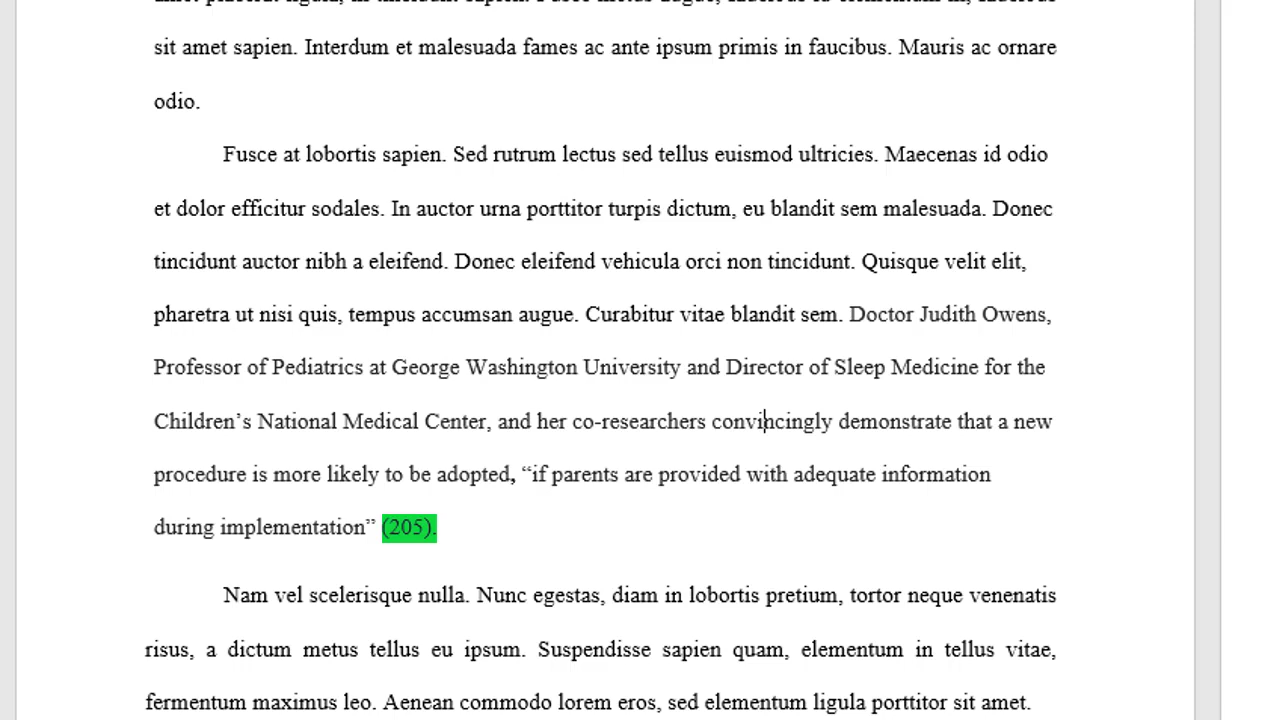 sit amet sapien. Interdum et malesuada fames ac ante ipsum primis in faucibus. Mauris ac ornare
odio.
Fusce at lobortis sapien. Sed rutrum lectus sed tellus euismod ultricies. Maecenas id odio
et dolor efficitur sodales. In auctor urna porttitor turpis dictum, eu blandit sem malesuada. Donec
tincidunt auctor nibh a eleifend. Donec eleifend vehicula orci non tincidunt. Quisque velit elit,
pharetra ut nisi quis, tempus accumsan augue. Curabitur vitae blandit sem. Doctor Judith Owens,
Professor of Pediatrics at George Washington University and Director of Sleep Medicine for the
Children’s National Medical Center, and her co-researchers convincingly demonstrate that a new
procedure is more likely to be adopted, “if parents are provided with adequate information
during implementation” (205).
Nam vel scelerisque nulla. Nunc egestas, diam in lobortis pretium, tortor neque venenatis
risus, a dictum metus tellus eu ipsum. Suspendisse sapien quam, elementum in tellus vitae,
fermentum maximus leo. Aenean commodo lorem eros, sed elementum ligula porttitor sit amet.